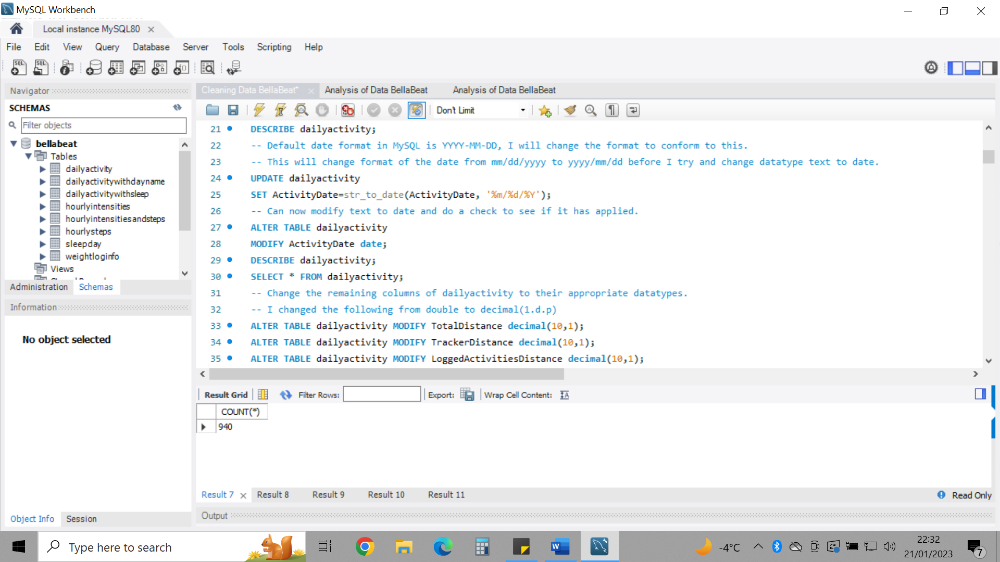 MySQL Workbench
Local instance MySQL80
File Edit View Query Database Server Tools Scripting Help
Navigator
SCHEMAS
Filter objects
bellabeat
Tables
dailyactivity
dailyactivitywithdayname
dailyactivitywithsleep
hourlyintensities
hourlyintensitiesandsteps
hourlysteps
sleepday
weightloginfo
Views
Administration Schemas
Information
No object selected
Object Info Session
Cleaning Data BellaBeat* Analysis of Data BellaBeat Analysis of Data BellaBeat
Don't Limit
21 DESCRIBE dailyactivity;
22 -- Default date format in MySQL is YYYY-MM-DD, I will change the format to conform to this.
23 -- This will change format of the date from mm/dd/yyyy to yyyy/mm/dd before I try and change datatype text to date.
24 UPDATE dailyactivity
25 SET ActivityDate=str_to_date(ActivityDate, '%m/%d/%Y');
26 -- Can now modify text to date and do a check to see if it has applied.
27 ALTER TABLE dailyactivity
28 MODIFY ActivityDate date;
29 DESCRIBE dailyactivity;
30 SELECT * FROM dailyactivity;
31 -- Change the remaining columns of dailyactivity to their appropriate datatypes.
32 -- I changed the following from double to decimal(1.d.p)
33 ALTER TABLE dailyactivity MODIFY TotalDistance decimal(10,1);
34 ALTER TABLE dailyactivity MODIFY TrackerDistance decimal(10,1);
35 ALTER TABLE dailyactivity MODIFY LoggedActivitiesDistance decimal(10,1);
Result Grid Filter Rows: Export: Wrap Cell Content:
COUNT(*)
940
Result 7 Result 8 Result 9 Result 10 Result 11 Read Only
Output
Type here to search
-4°C
22:32
21/01/2023
7